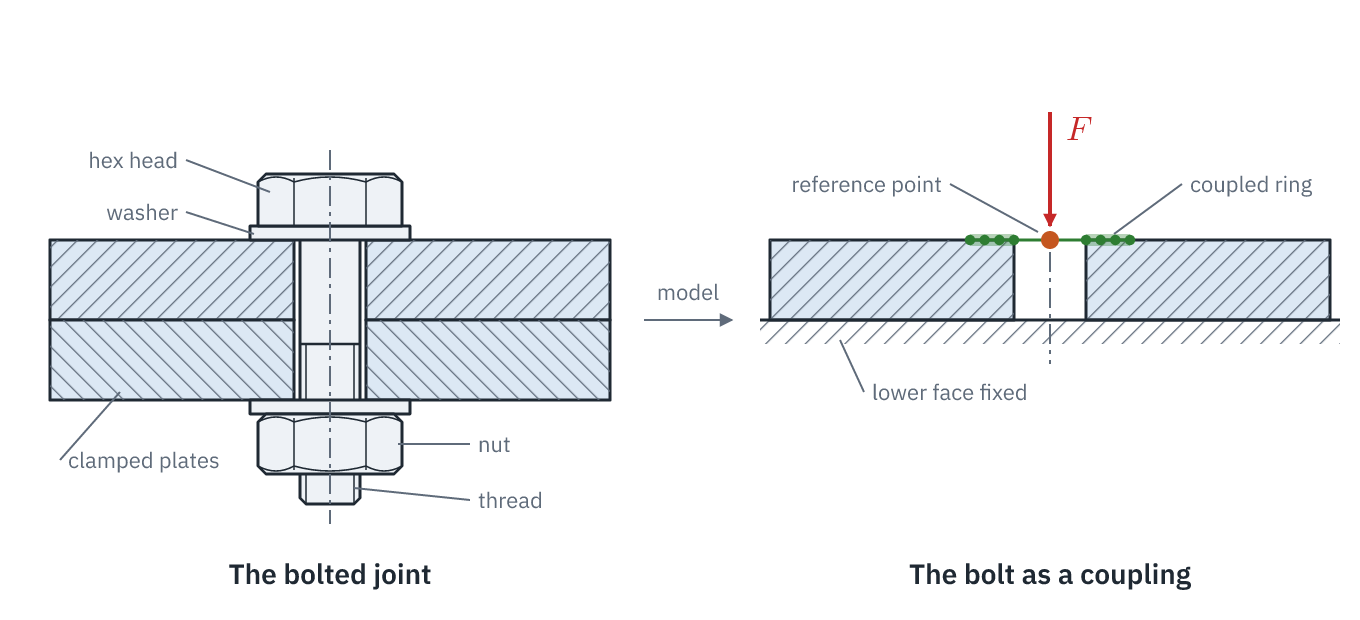 hex head
washer
clamped plates
nut
thread
The bolted joint
model
F
reference point
coupled ring
lower face fixed
The bolt as a coupling